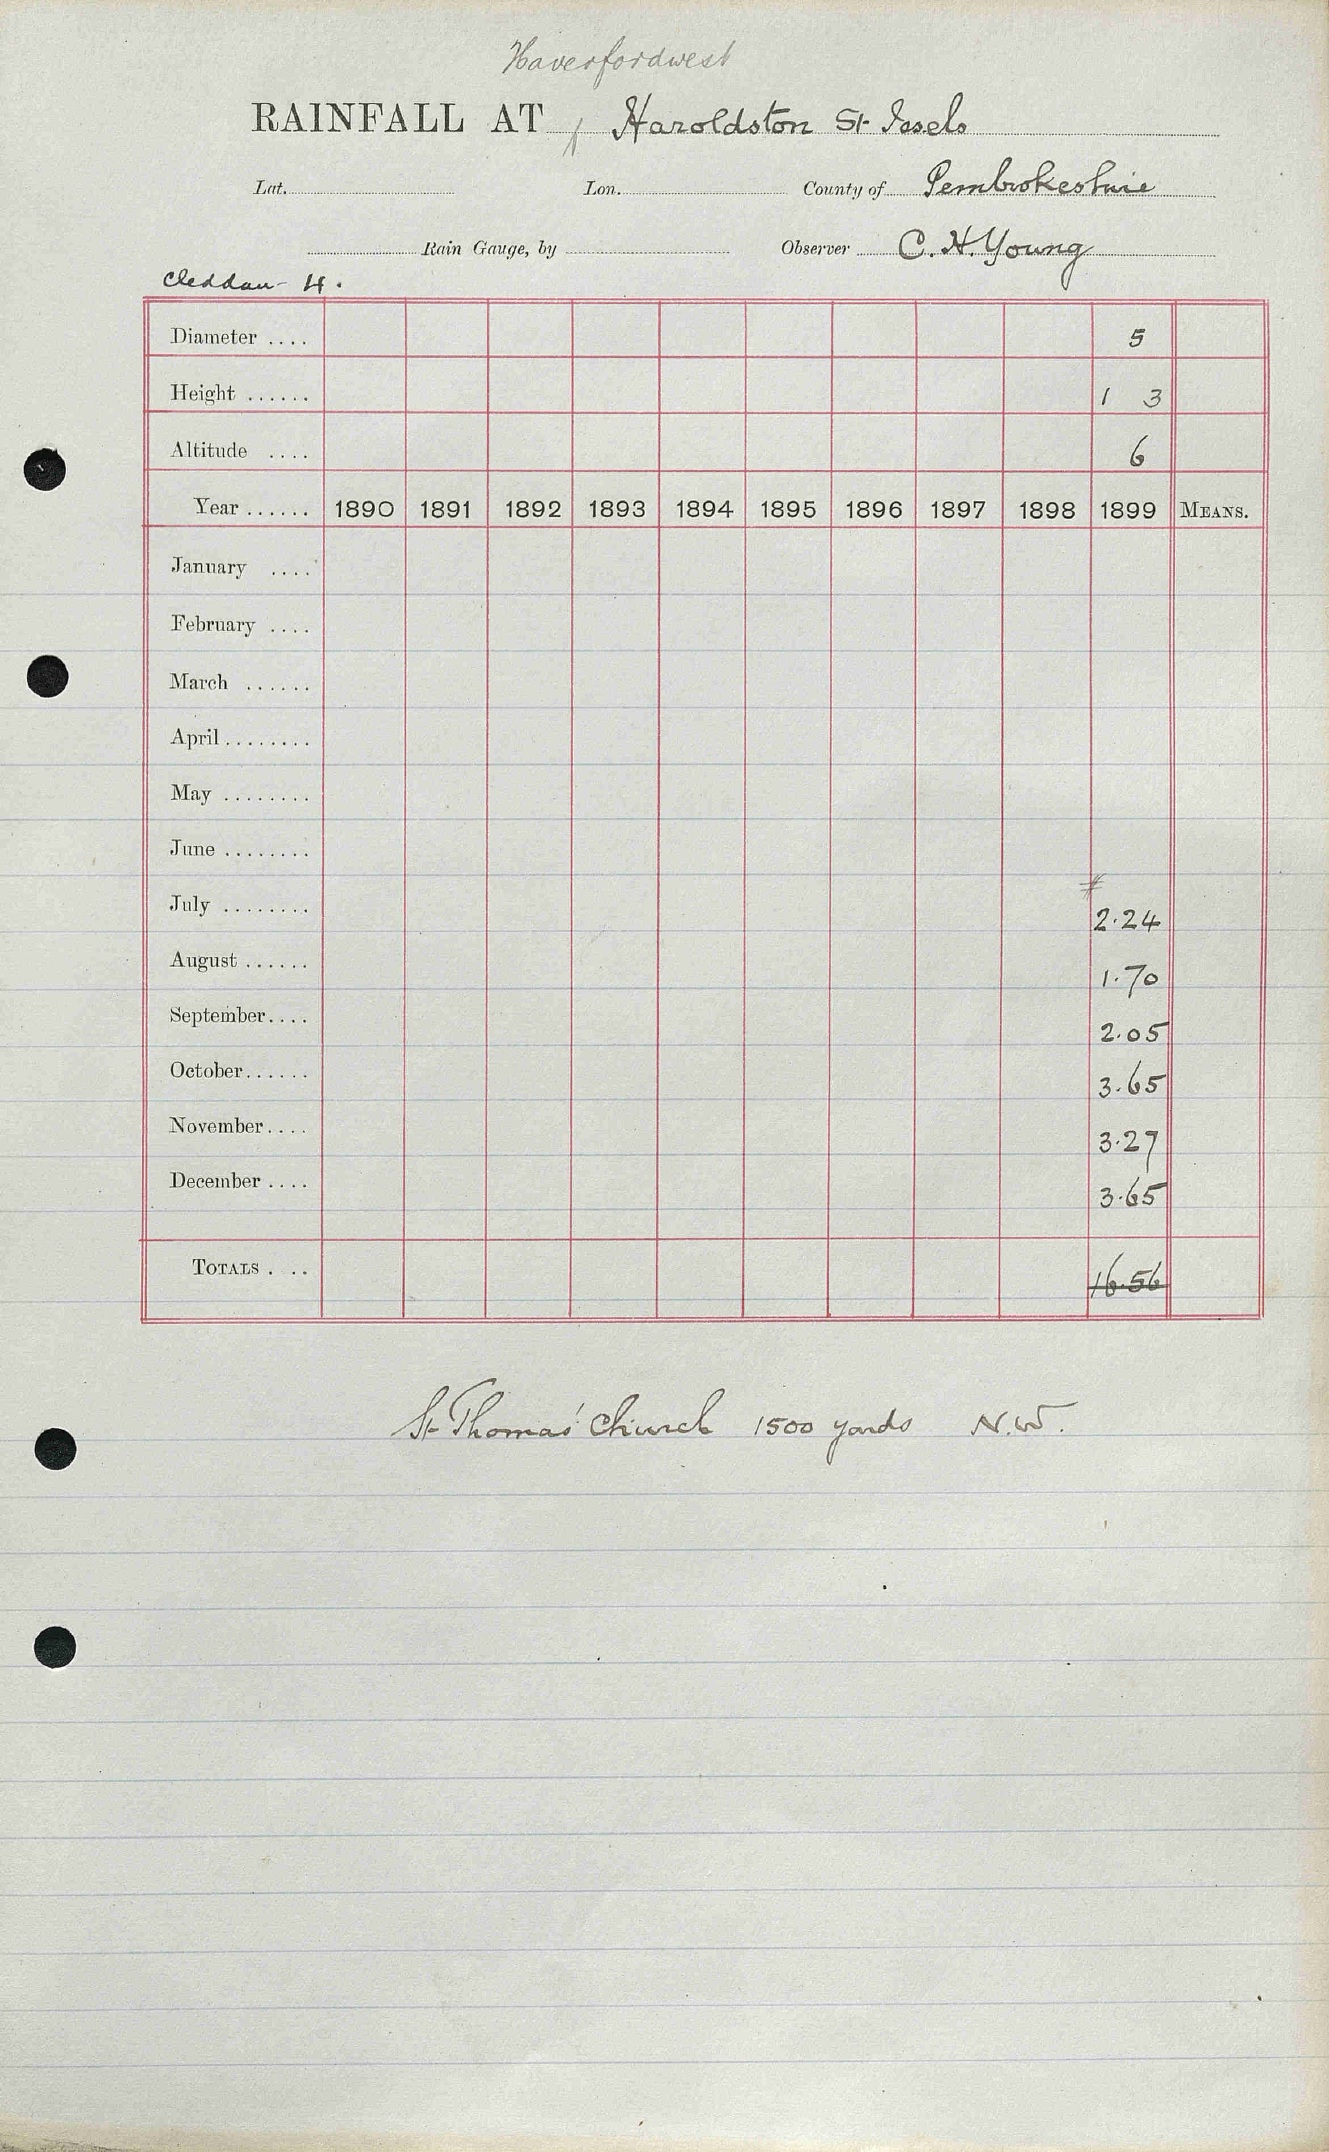 Haverfordwest
RAINFALL AT Haroldston St Issels
Lat. Lon. County of Pembrokeshire
Rain Gauge, by Observer C. H. Young
Cleddau - H.
Diameter .... 5
Height ...... 1 3
Altitude .... 6
Year ...... 1890 1891 1892 1893 1894 1895 1896 1897 1898 1899 MEANS.
January ....
February ....
March ......
April ........
May ........
June ........
July ........ 2.24
August ...... 1.70
September.... 2.05
October...... 3.65
November.... 3.27
December .... 3.65
TOTALS . .. 16.56
St Thomas' Church 1500 yards N.W.